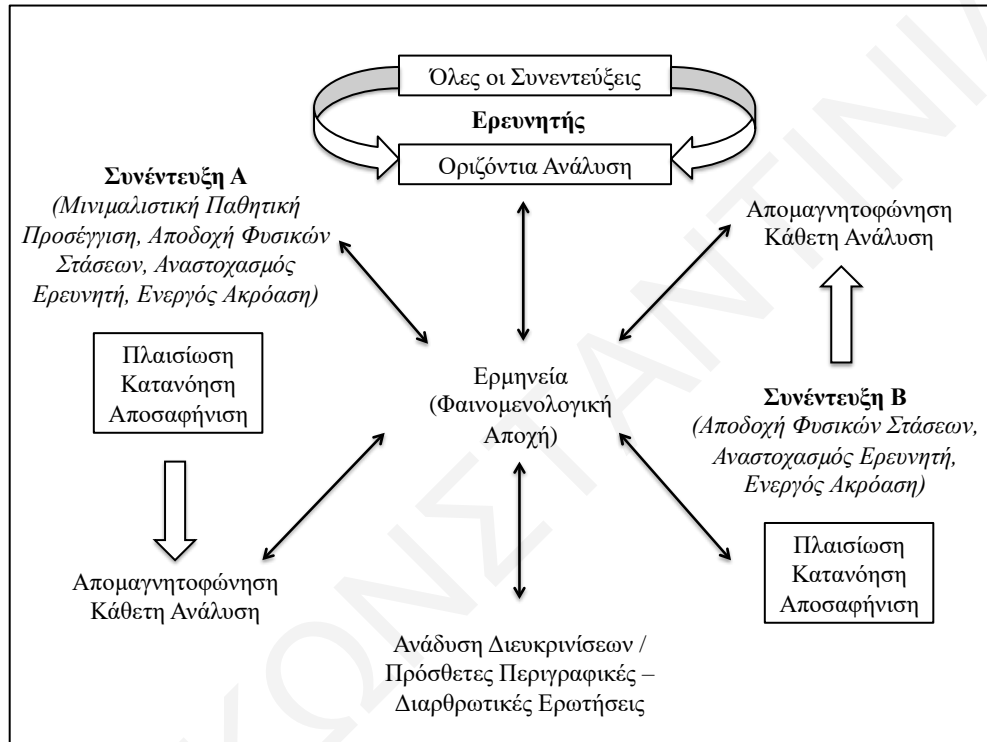 Όλες οι Συνεντεύξεις
Ερευνητής
Οριζόντια Ανάλυση
Συνέντευξη Α
(Μινιμαλιστική Παθητική
Προσέγγιση, Αποδοχή Φυσικών
Στάσεων, Αναστοχασμός
Ερευνητή, Ενεργός Ακρόαση)
Πλαισίωση
Κατανόηση
Αποσαφήνιση
Απομαγνητοφώνηση
Κάθετη Ανάλυση
Ερμηνεία
(Φαινομενολογική
Αποχή)
Ανάδυση Διευκρινίσεων /
Πρόσθετες Περιγραφικές –
Διαρθρωτικές Ερωτήσεις
Απομαγνητοφώνηση
Κάθετη Ανάλυση
Συνέντευξη Β
(Αποδοχή Φυσικών Στάσεων,
Αναστοχασμός Ερευνητή,
Ενεργός Ακρόαση)
Πλαισίωση
Κατανόηση
Αποσαφήνιση
ΚΩΝΣΤΑΝΤΙΝΙΑ